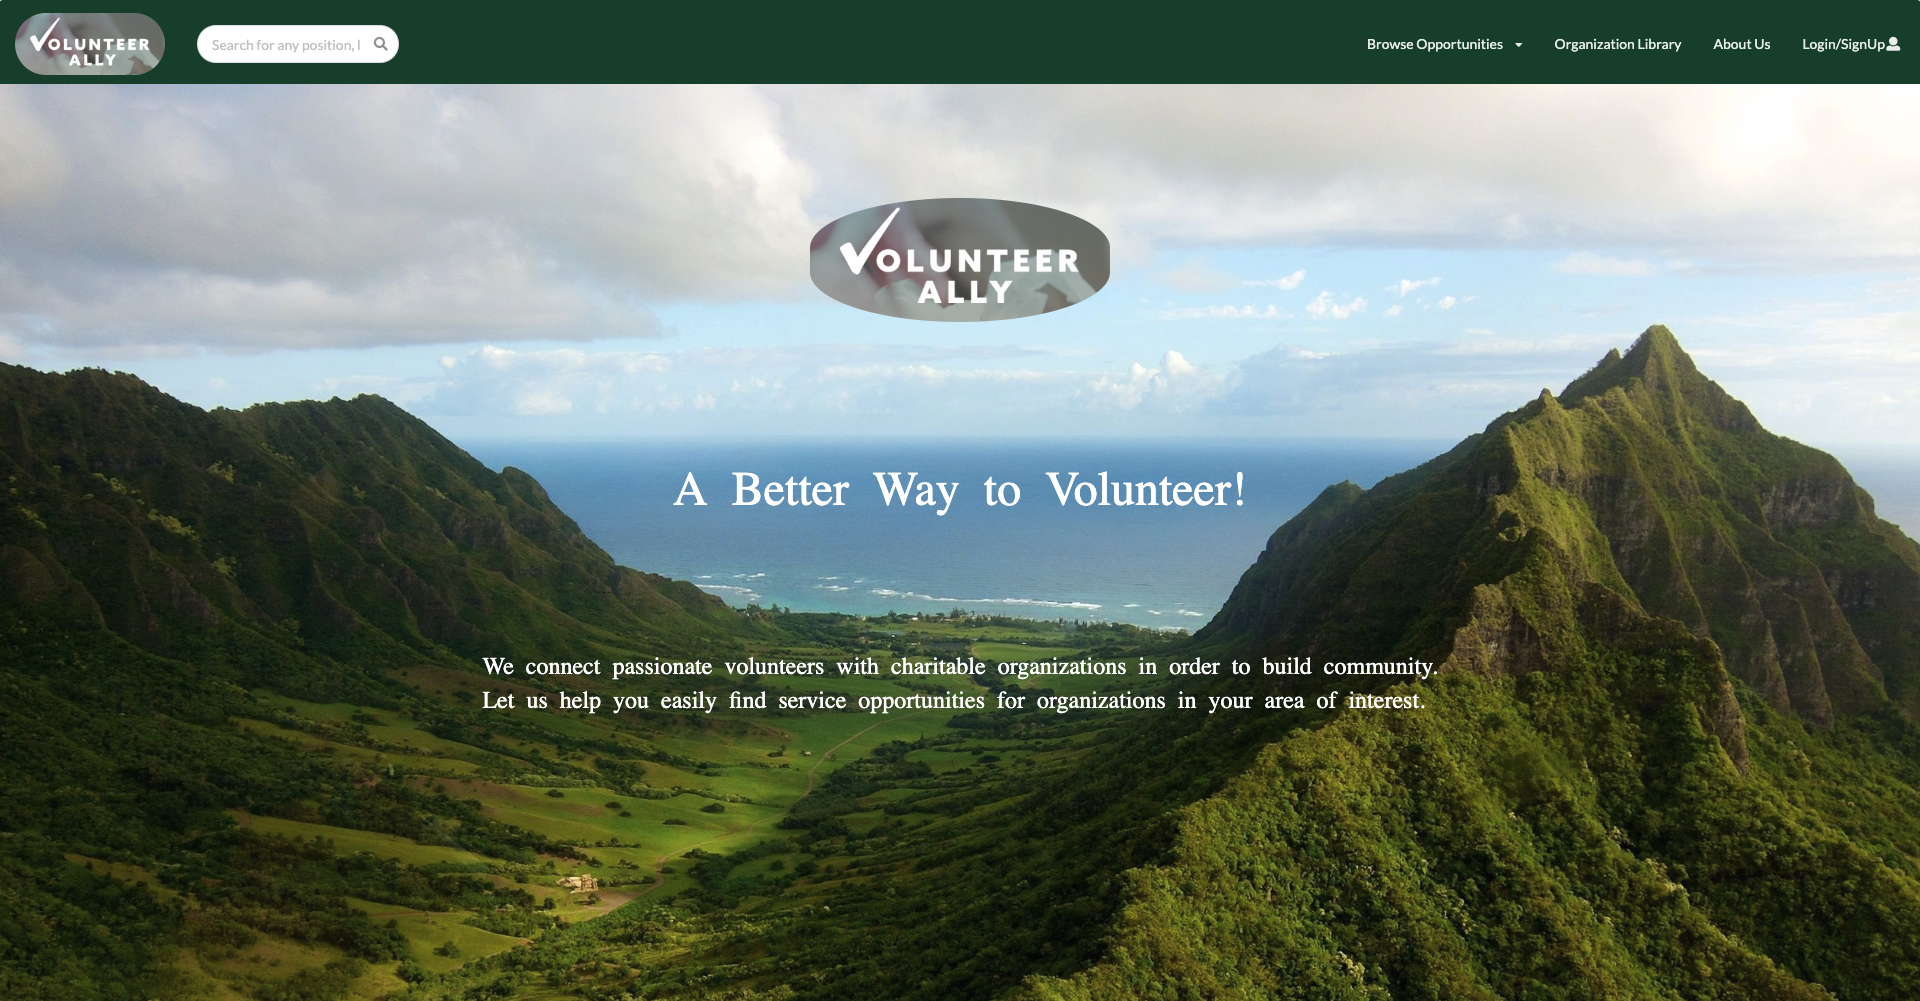 VOLUNTEER
ALLY
Search for any position, l
Browse Opportunities
Organization Library
About Us
Login/SignUp
VOLUNTEER
ALLY
A Better Way to Volunteer!
We connect passionate volunteers with charitable organizations in order to build community.
Let us help you easily find service opportunities for organizations in your area of interest.